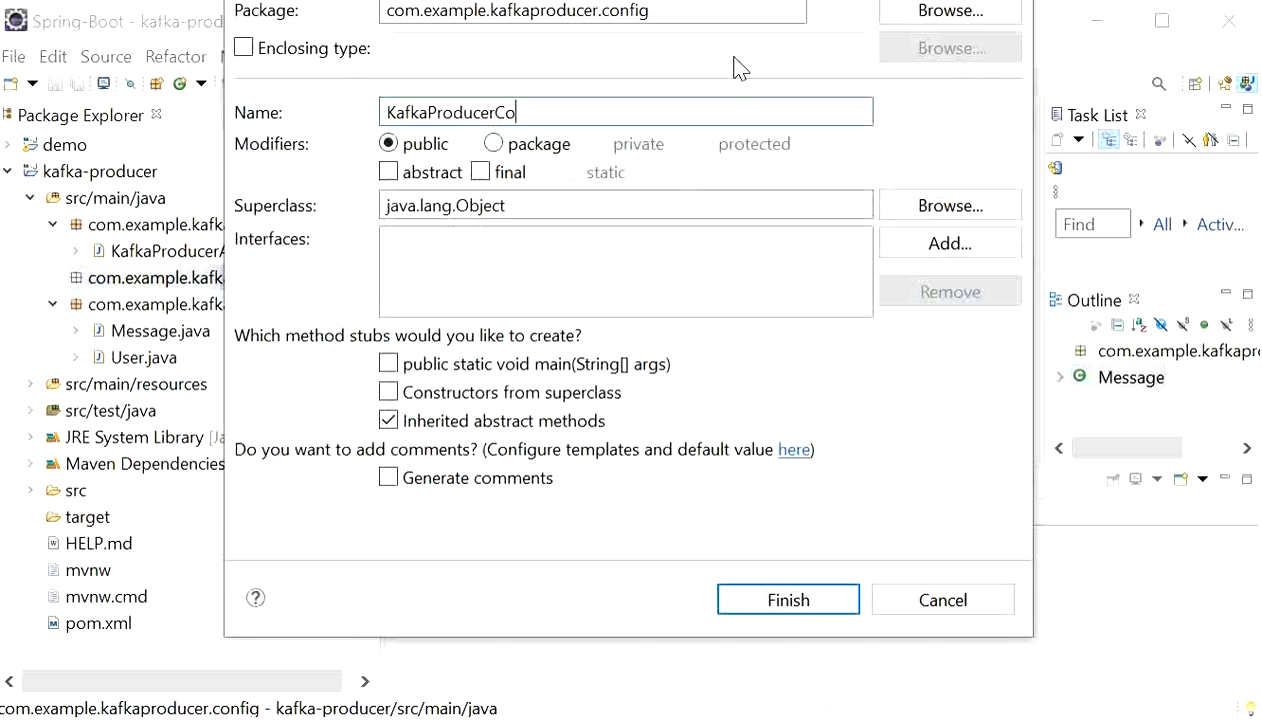 Spring-Boot - kafka-prod
Package: com.example.kafkaproducer.config Browse...
Enclosing type: Browse...
File Edit Source Refactor
Name: KafkaProducerCo
Modifiers: public package private protected
abstract final static
Superclass: java.lang.Object Browse...
Interfaces: Add...
Remove
Which method stubs would you like to create?
public static void main(String[] args)
Constructors from superclass
Inherited abstract methods
Do you want to add comments? (Configure templates and default value here)
Generate comments
Finish Cancel
Package Explorer
demo
kafka-producer
src/main/java
com.example.kafk
KafkaProducerA
com.example.kafk
com.example.kafk
Message.java
User.java
src/main/resources
src/test/java
JRE System Library [Ja
Maven Dependencies
src
target
HELP.md
mvnw
mvnw.cmd
pom.xml
Task List
Find All Activ...
Outline
com.example.kafkapro
Message
com.example.kafkaproducer.config - kafka-producer/src/main/java